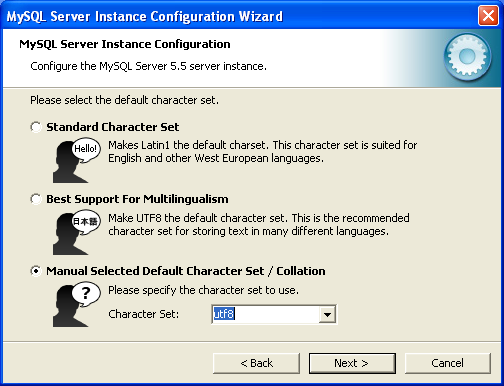 MySQL Server Instance Configuration Wizard
MySQL Server Instance Configuration
Configure the MySQL Server 5.5 server instance.
Please select the default character set.
Standard Character Set
Hello!
Makes Latin1 the default charset. This character set is suited for
English and other West European languages.
Best Support For Multilingualism
日本語
Make UTF8 the default character set. This is the recommended
character set for storing text in many different languages.
Manual Selected Default Character Set / Collation
?
Please specify the character set to use.
Character Set: utf8
< Back Next > Cancel